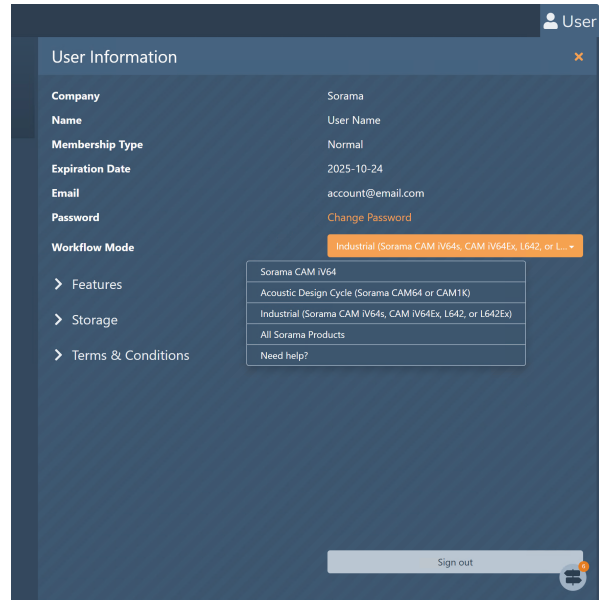 User
User Information ×
Company Sorama
Name User Name
Membership Type Normal
Expiration Date 2025-10-24
Email account@email.com
Password Change Password
Workflow Mode Industrial (Sorama CAM iV64s, CAM iV64Ex, L642, or L...
Sorama CAM iV64
Features
Acoustic Design Cycle (Sorama CAM64 or CAM1K)
Industrial (Sorama CAM iV64s, CAM iV64Ex, L642, or L642Ex)
Storage
All Sorama Products
Need help?
Terms & Conditions
Sign out
6